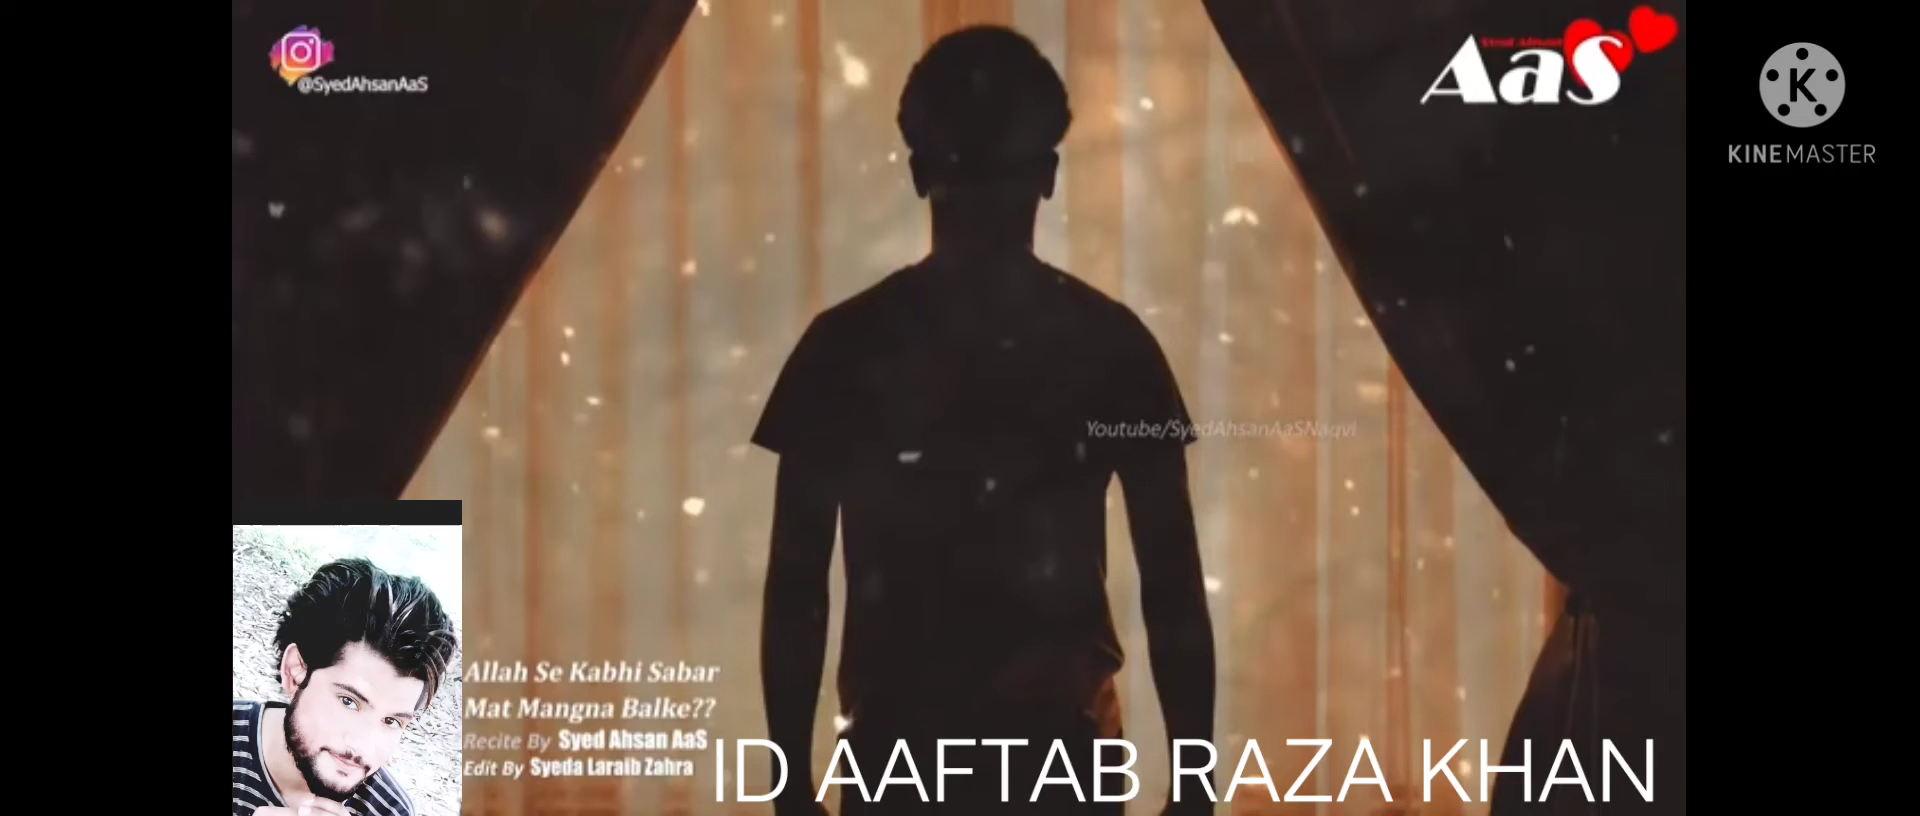 @SyedAhsanAaS
AaS
K
KINEMASTER
Youtube/SyedAhsanAaSNaqvi
Allah Se Kabhi Sabar
Mat Mangna Balke??
Recite By Syed Ahsan AaS
Edit By Syeda Laraib Zahra
ID AAFTAB RAZA KHAN